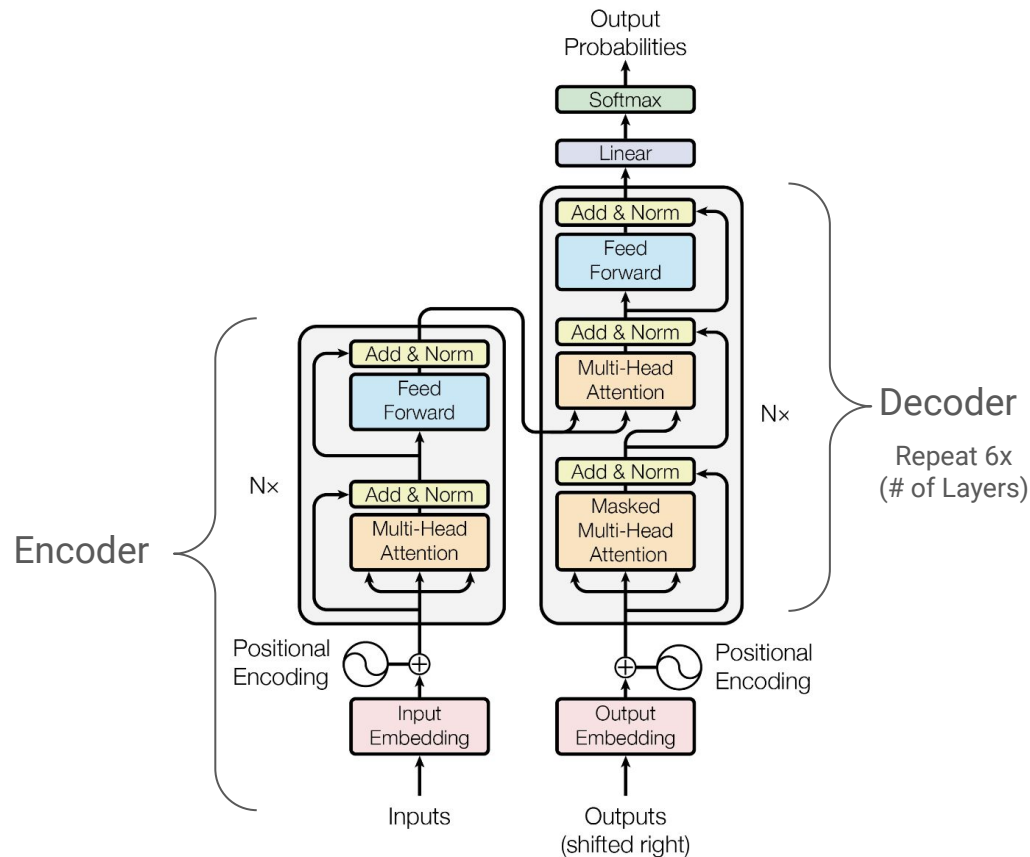 Output
Probabilities
Softmax
Linear
Add & Norm
Feed
Forward
Add & Norm
Multi-Head
Attention
Add & Norm
Masked
Multi-Head
Attention
N×
Decoder
Repeat 6x
(# of Layers)
Add & Norm
Feed
Forward
Add & Norm
Multi-Head
Attention
N×
Encoder
Positional
Encoding
Positional
Encoding
Input
Embedding
Output
Embedding
Inputs
Outputs
(shifted right)